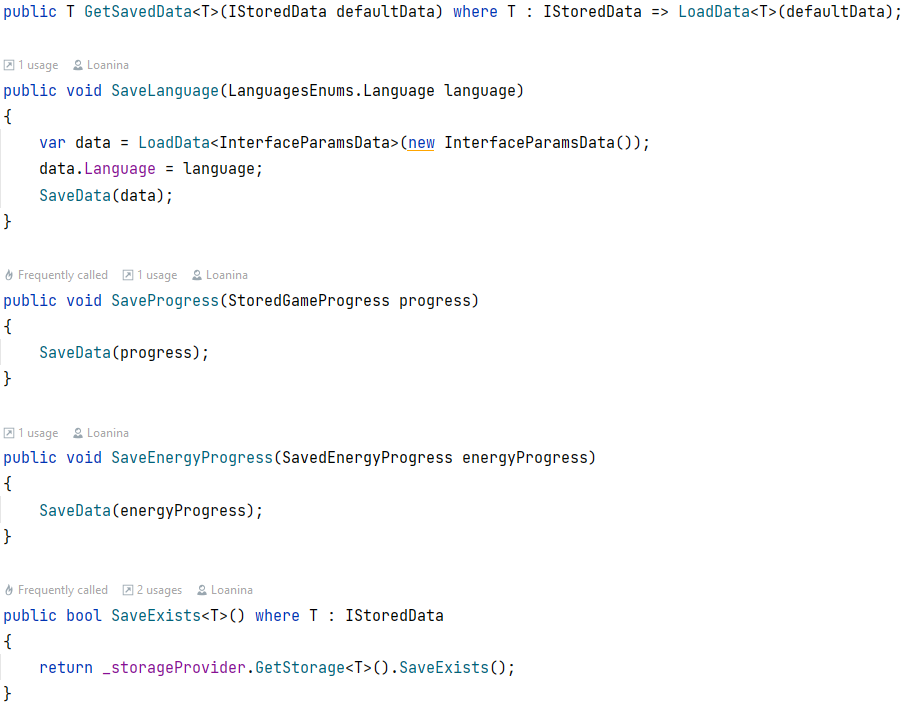 public T GetSavedData<T>(IStoredData defaultData) where T : IStoredData => LoadData<T>(defaultData);
1 usage Loanina
public void SaveLanguage(LanguagesEnums.Language language)
{
    var data = LoadData<InterfaceParamsData>(new InterfaceParamsData());
    data.Language = language;
    SaveData(data);
}
Frequently called 1 usage Loanina
public void SaveProgress(StoredGameProgress progress)
{
    SaveData(progress);
}
1 usage Loanina
public void SaveEnergyProgress(SavedEnergyProgress energyProgress)
{
    SaveData(energyProgress);
}
Frequently called 2 usages Loanina
public bool SaveExists<T>() where T : IStoredData
{
    return _storageProvider.GetStorage<T>().SaveExists();
}